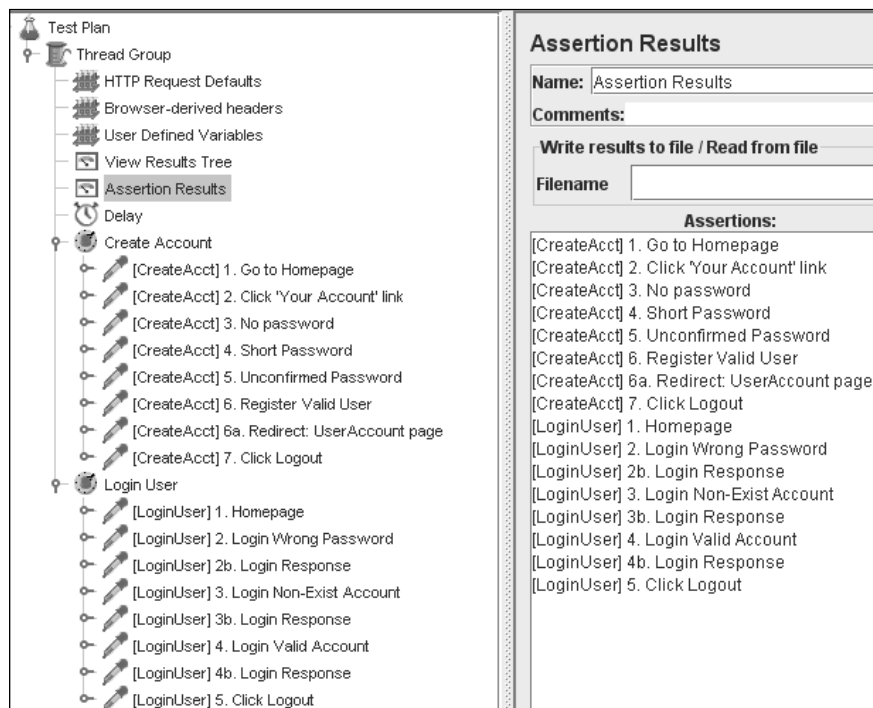 Test Plan
Thread Group
HTTP Request Defaults
Browser-derived headers
User Defined Variables
View Results Tree
Assertion Results
Delay
Create Account
[CreateAcct] 1. Go to Homepage
[CreateAcct] 2. Click 'Your Account' link
[CreateAcct] 3. No password
[CreateAcct] 4. Short Password
[CreateAcct] 5. Unconfirmed Password
[CreateAcct] 6. Register Valid User
[CreateAcct] 6a. Redirect: UserAccount page
[CreateAcct] 7. Click Logout
Login User
[LoginUser] 1. Homepage
[LoginUser] 2. Login Wrong Password
[LoginUser] 2b. Login Response
[LoginUser] 3. Login Non-Exist Account
[LoginUser] 3b. Login Response
[LoginUser] 4. Login Valid Account
[LoginUser] 4b. Login Response
[LoginUser] 5. Click Logout
Assertion Results
Name: Assertion Results
Comments:
Write results to file / Read from file
Filename
Assertions:
[CreateAcct] 1. Go to Homepage
[CreateAcct] 2. Click 'Your Account' link
[CreateAcct] 3. No password
[CreateAcct] 4. Short Password
[CreateAcct] 5. Unconfirmed Password
[CreateAcct] 6. Register Valid User
[CreateAcct] 6a. Redirect: UserAccount page
[CreateAcct] 7. Click Logout
[LoginUser] 1. Homepage
[LoginUser] 2. Login Wrong Password
[LoginUser] 2b. Login Response
[LoginUser] 3. Login Non-Exist Account
[LoginUser] 3b. Login Response
[LoginUser] 4. Login Valid Account
[LoginUser] 4b. Login Response
[LoginUser] 5. Click Logout